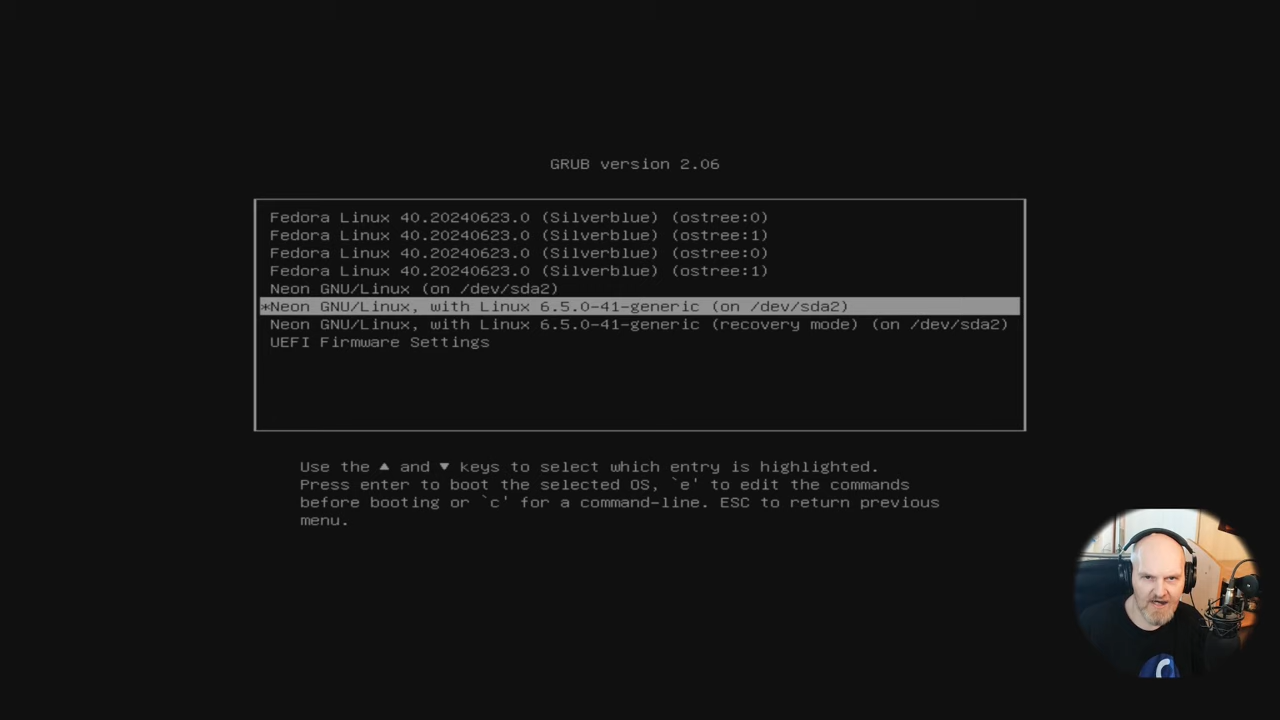 GRUB version 2.06
Fedora Linux 40.20240623.0 (Silverblue) (ostree:0)
Fedora Linux 40.20240623.0 (Silverblue) (ostree:1)
Fedora Linux 40.20240623.0 (Silverblue) (ostree:0)
Fedora Linux 40.20240623.0 (Silverblue) (ostree:1)
Neon GNU/Linux (on /dev/sda2)
*Neon GNU/Linux, with Linux 6.5.0-41-generic (on /dev/sda2)
Neon GNU/Linux, with Linux 6.5.0-41-generic (recovery mode) (on /dev/sda2)
UEFI Firmware Settings
Use the ▲ and ▼ keys to select which entry is highlighted.
Press enter to boot the selected OS, `e' to edit the commands
before booting or `c' for a command-line. ESC to return previous
menu.